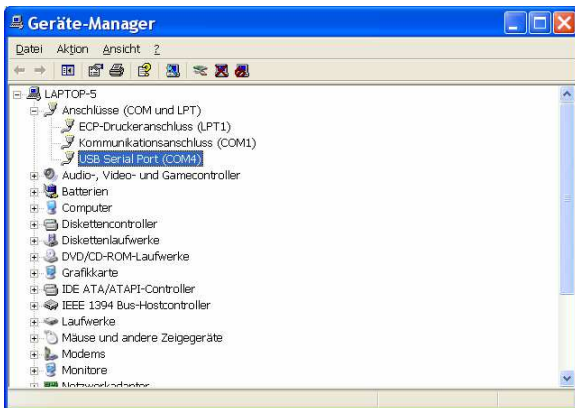 Geräte-Manager
Datei Aktion Ansicht ?
LAPTOP-5
Anschlüsse (COM und LPT)
ECP-Druckeranschluss (LPT1)
Kommunikationsanschluss (COM1)
USB Serial Port (COM4)
Audio-, Video- und Gamecontroller
Batterien
Computer
Diskettencontroller
Diskettenlaufwerke
DVD/CD-ROM-Laufwerke
Grafikkarte
IDE ATA/ATAPI-Controller
IEEE 1394 Bus-Hostcontroller
Laufwerke
Mäuse und andere Zeigegeräte
Modems
Monitore
Netzwerkadapter